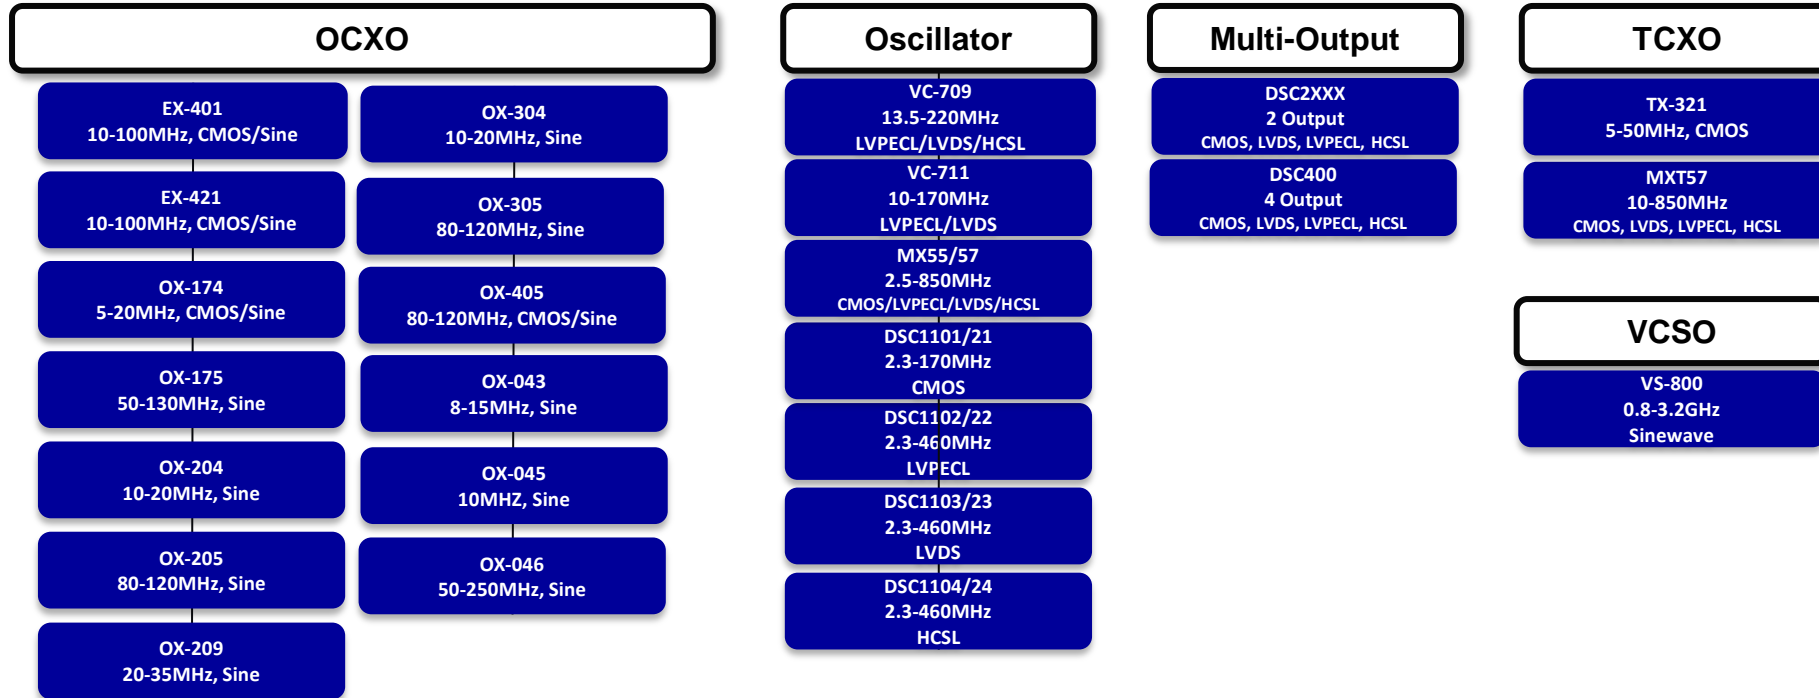 OCXO
EX-401
10-100MHz, CMOS/Sine
EX-421
10-100MHz, CMOS/Sine
OX-174
5-20MHz, CMOS/Sine
OX-175
50-130MHz, Sine
OX-204
10-20MHz, Sine
OX-205
80-120MHz, Sine
OX-209
20-35MHz, Sine
OX-304
10-20MHz, Sine
OX-305
80-120MHz, Sine
OX-405
80-120MHz, CMOS/Sine
OX-043
8-15MHz, Sine
OX-045
10MHZ, Sine
OX-046
50-250MHz, Sine
Oscillator
VC-709
13.5-220MHz
LVPECL/LVDS/HCSL
VC-711
10-170MHz
LVPECL/LVDS
MX55/57
2.5-850MHz
CMOS/LVPECL/LVDS/HCSL
DSC1101/21
2.3-170MHz
CMOS
DSC1102/22
2.3-460MHz
LVPECL
DSC1103/23
2.3-460MHz
LVDS
DSC1104/24
2.3-460MHz
HCSL
Multi-Output
DSC2XXX
2 Output
CMOS, LVDS, LVPECL, HCSL
DSC400
4 Output
CMOS, LVDS, LVPECL, HCSL
TCXO
TX-321
5-50MHz, CMOS
MXT57
10-850MHz
CMOS, LVDS, LVPECL, HCSL
VCSO
VS-800
0.8-3.2GHz
Sinewave